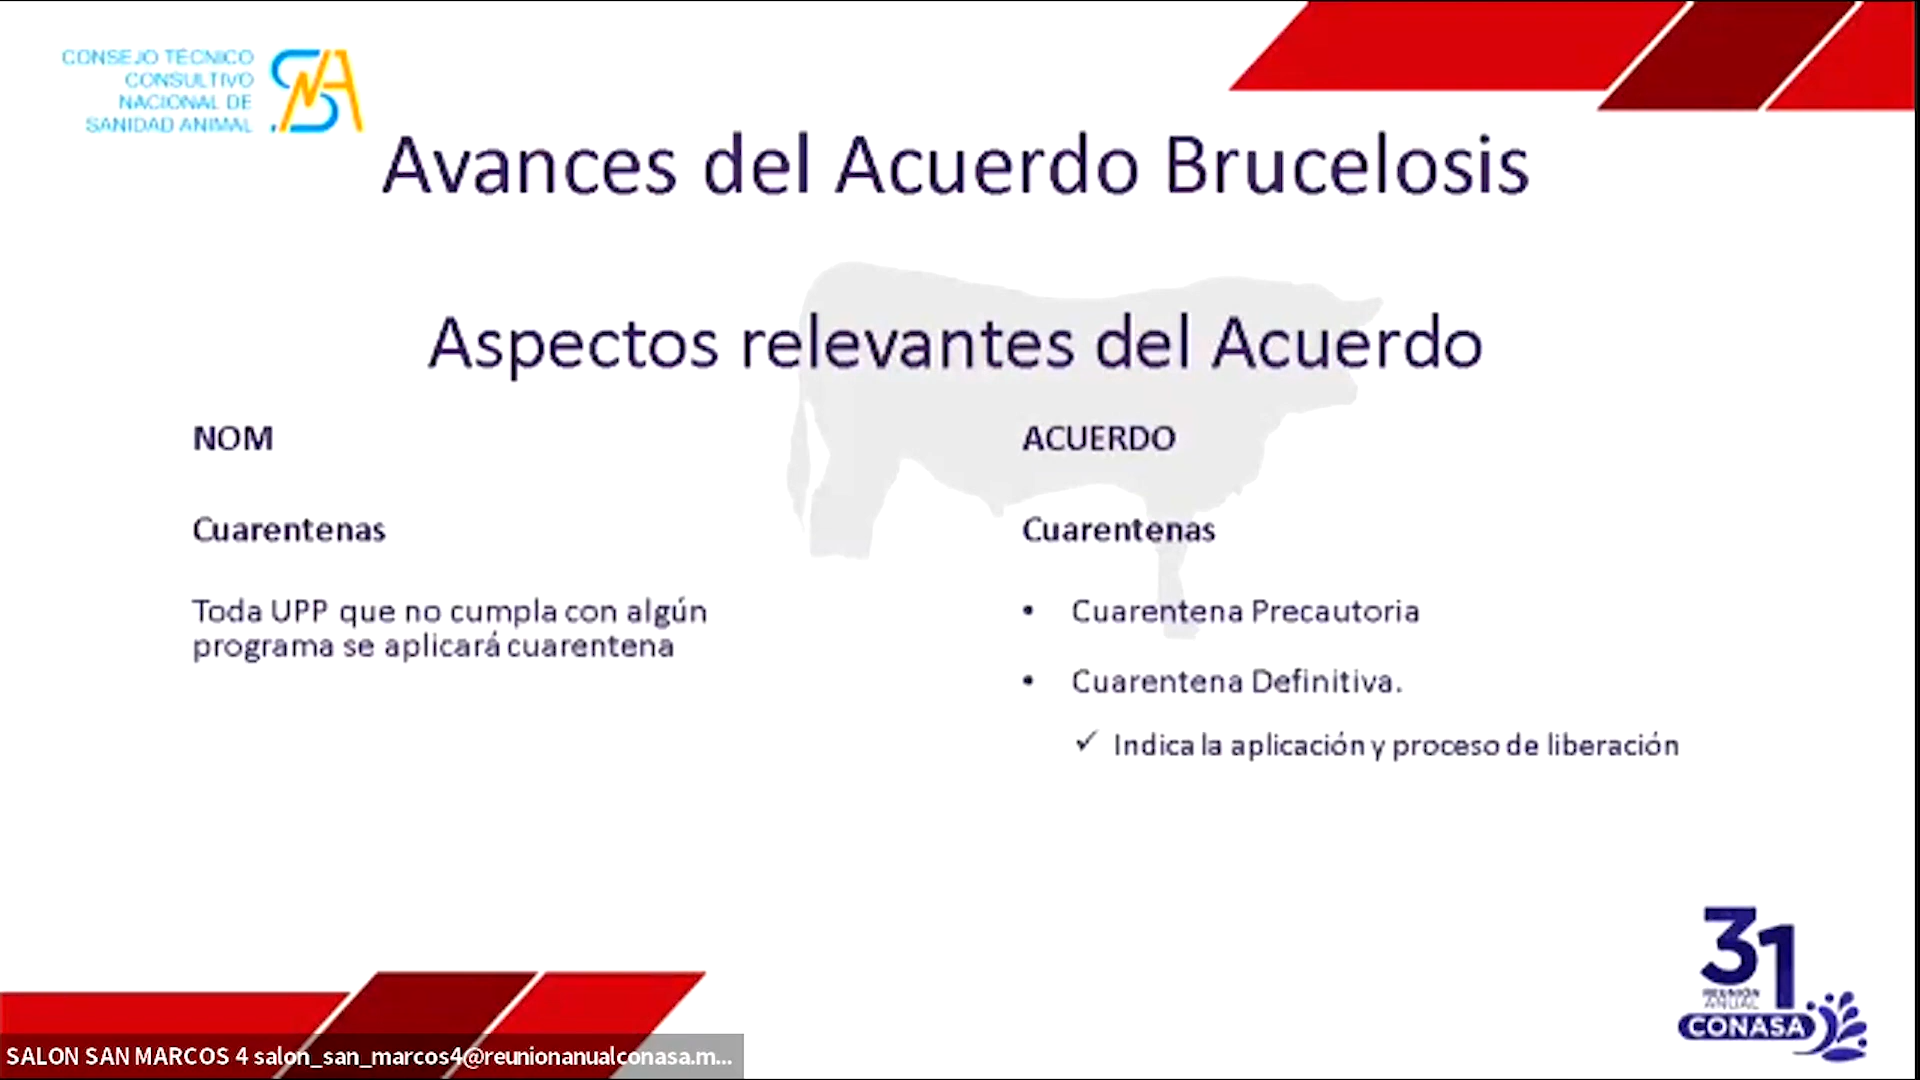 CONSEJO TÉCNICO
CONSULTIVO
NACIONAL DE
SANIDAD ANIMAL
Avances del Acuerdo Brucelosis
Aspectos relevantes del Acuerdo
NOM
Cuarentenas
Toda UPP que no cumpla con algún
programa se aplicará cuarentena
ACUERDO
Cuarentenas
• Cuarentena Precautoria
• Cuarentena Definitiva.
✓ Indica la aplicación y proceso de liberación
31
REUNIÓN
ANUAL
CONASA
SALON SAN MARCOS 4 salon_san_marcos4@reunionanualconasa.m...